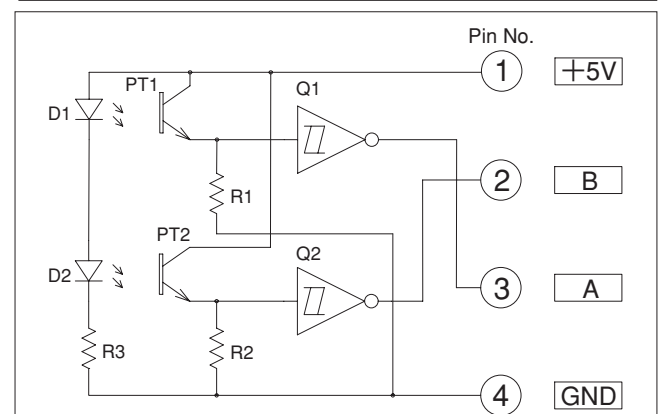 Pin No.
PT1
Q1
1 +5V
D1
2 B
R1
PT2
Q2
D2
3 A
R3
R2
4 GND